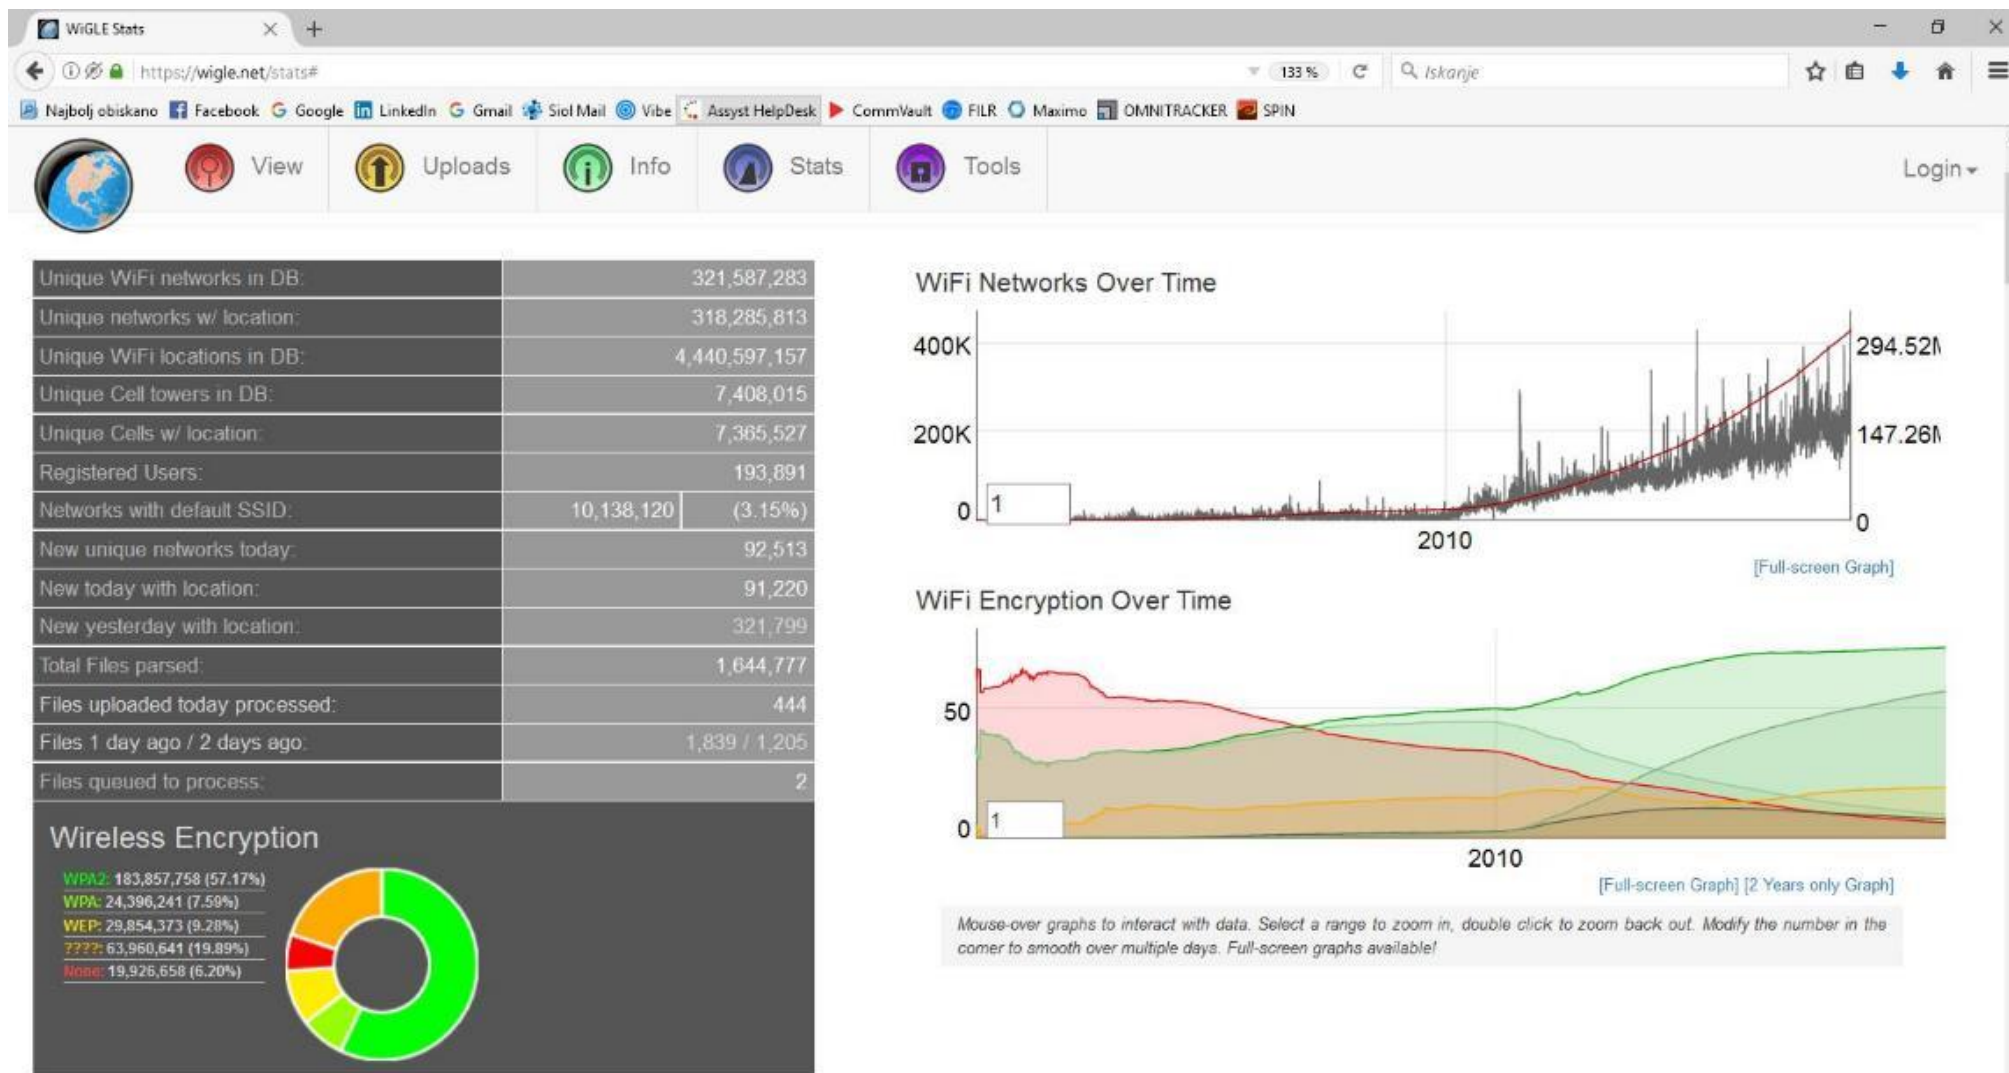 WiGLE Stats
https://wigle.net/stats#
133 %
Iskanje
Najbolj obiskano Facebook Google LinkedIn Gmail Siol Mail Vibe Assyst HelpDesk CommVault FILR Maximo OMNITRACKER SPIN
View Uploads Info Stats Tools Login
Unique WiFi networks in DB: 321,587,283
Unique networks w/ location: 318,285,813
Unique WiFi locations in DB: 4,440,597,157
Unique Cell towers in DB: 7,408,015
Unique Cells w/ location: 7,365,527
Registered Users: 193,891
Networks with default SSID: 10,138,120 (3.15%)
New unique networks today: 92,513
New today with location: 91,220
New yesterday with location: 321,799
Total Files parsed: 1,644,777
Files uploaded today processed: 444
Files 1 day ago / 2 days ago: 1,839 / 1,205
Files queued to process: 2
Wireless Encryption
WPA2: 183,857,758 (57.17%)
WPA: 24,396,241 (7.59%)
WEP: 29,854,373 (9.28%)
????: 63,960,641 (19.89%)
None: 19,926,658 (6.20%)
WiFi Networks Over Time
400K
294.52M
200K
147.26M
0
1
0
2010
[Full-screen Graph]
WiFi Encryption Over Time
50
0
1
2010
[Full-screen Graph] [2 Years only Graph]
Mouse-over graphs to interact with data. Select a range to zoom in, double click to zoom back out. Modify the number in the
corner to smooth over multiple days. Full-screen graphs available!